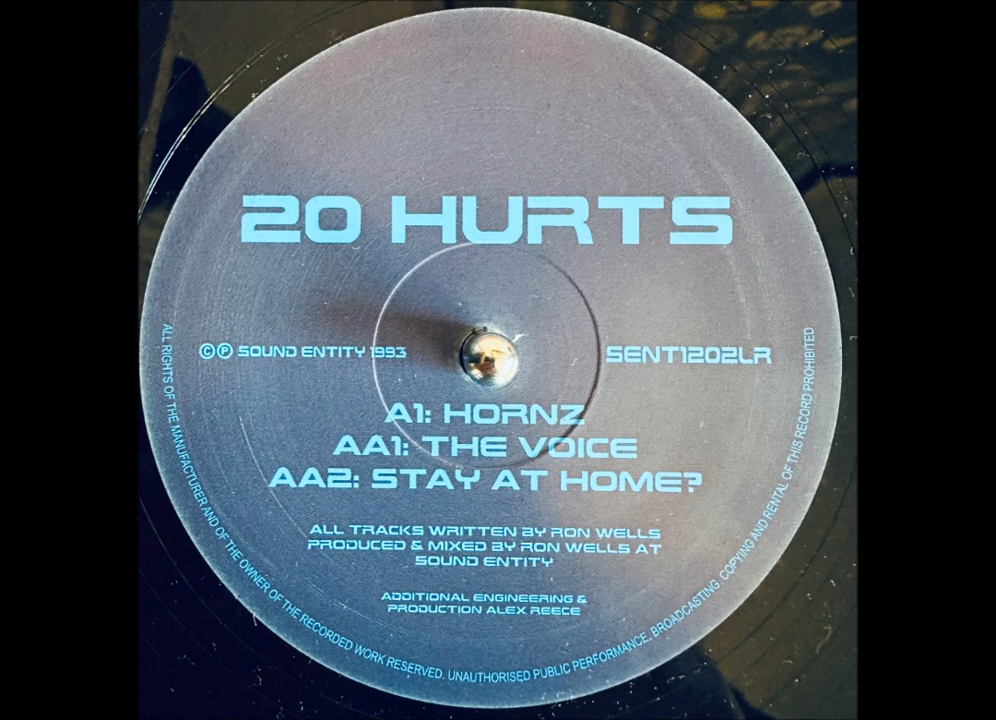 20 HURTS
© ℗ SOUND ENTITY 1993
SENT1202LR
A1: HORNZ
AA1: THE VOICE
AA2: STAY AT HOME?
ALL TRACKS WRITTEN BY RON WELLS
PRODUCED & MIXED BY RON WELLS AT
SOUND ENTITY
ADDITIONAL ENGINEERING &
PRODUCTION ALEX REECE
ALL RIGHTS OF THE MANUFACTURER AND OF THE OWNER OF THE RECORDED WORK RESERVED. UNAUTHORISED PUBLIC PERFORMANCE, BROADCASTING. COPYING AND RENTAL OF THIS RECORD PROHIBITED